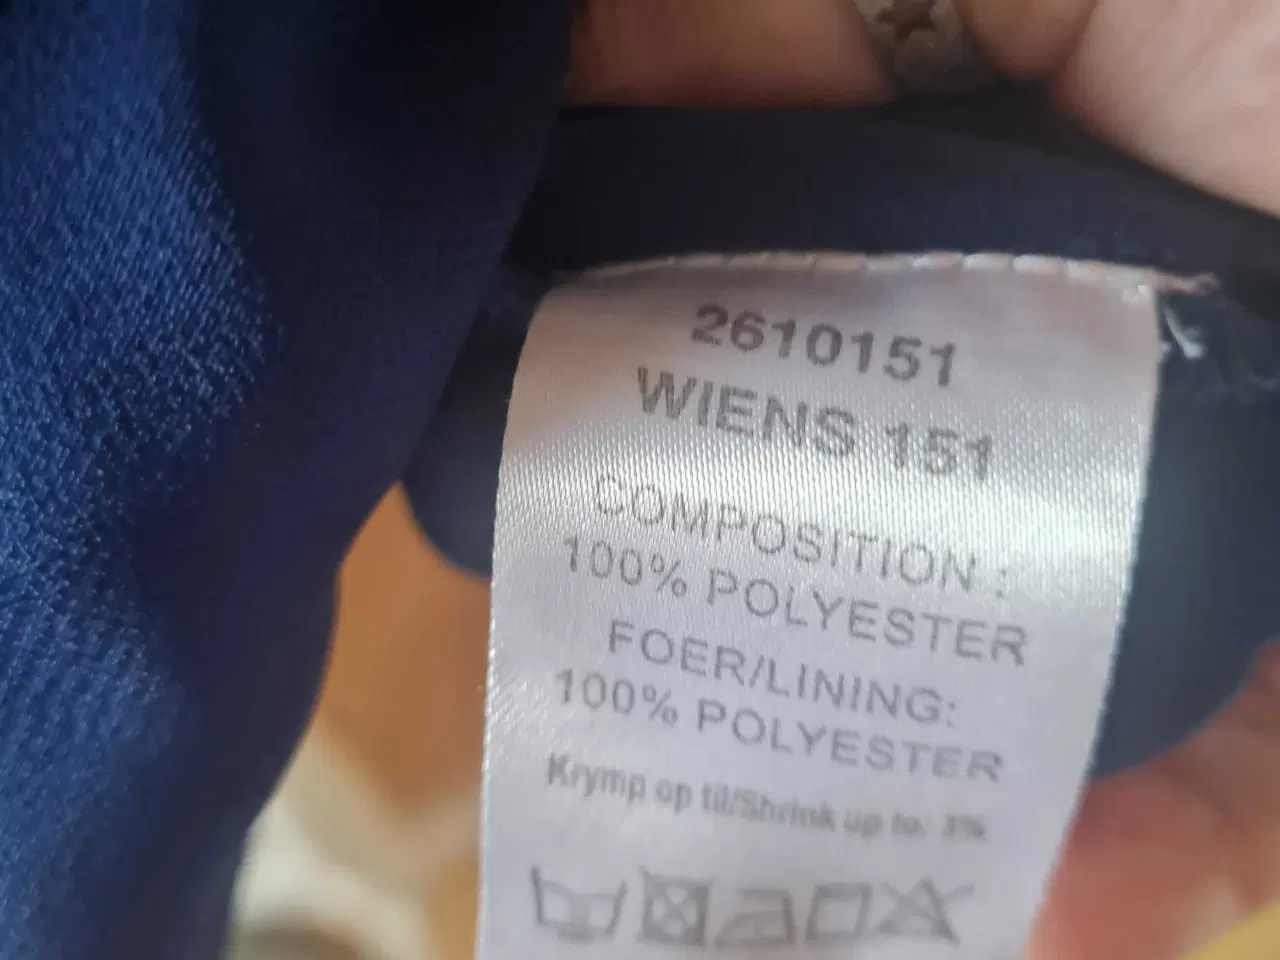 2610151
WIENS 151
COMPOSITION :
100% POLYESTER
FOER/LINING:
100% POLYESTER
Krymp op til/Shrink up to: 3%